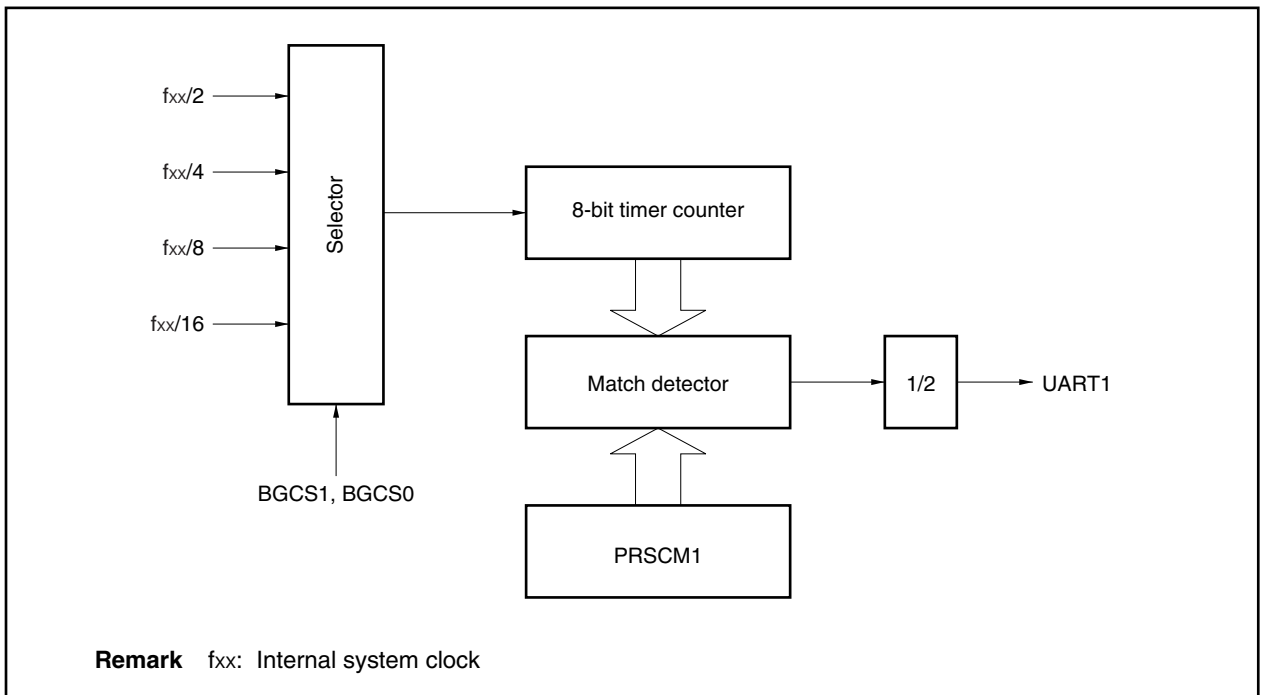 fxx/2
fxx/4
fxx/8
fxx/16
Selector
BGCS1, BGCS0
8-bit timer counter
Match detector
1/2
UART1
PRSCM1
Remark fxx: Internal system clock